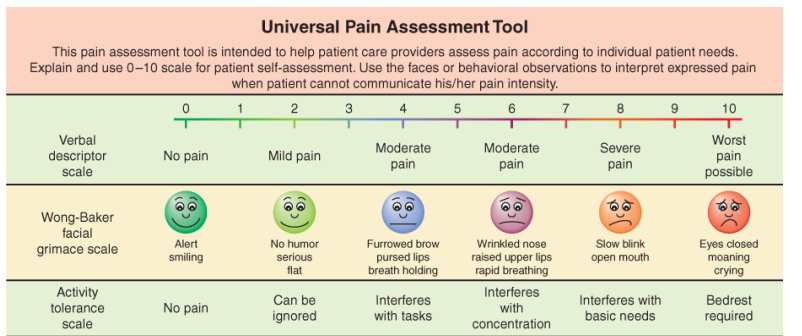 Universal Pain Assessment Tool
This pain assessment tool is intended to help patient care providers assess pain according to individual patient needs.
Explain and use 0–10 scale for patient self-assessment. Use the faces or behavioral observations to interpret expressed pain
when patient cannot communicate his/her pain intensity.
0 1 2 3 4 5 6 7 8 9 10
Verbal
descriptor
scale
No pain
Mild pain
Moderate
pain
Moderate
pain
Severe
pain
Worst
pain
possible
Wong-Baker
facial
grimace scale
Alert
smiling
No humor
serious
flat
Furrowed brow
pursed lips
breath holding
Wrinkled nose
raised upper lips
rapid breathing
Slow blink
open mouth
Eyes closed
moaning
crying
Activity
tolerance
scale
No pain
Can be
ignored
Interferes
with tasks
Interferes
with
concentration
Interferes with
basic needs
Bedrest
required